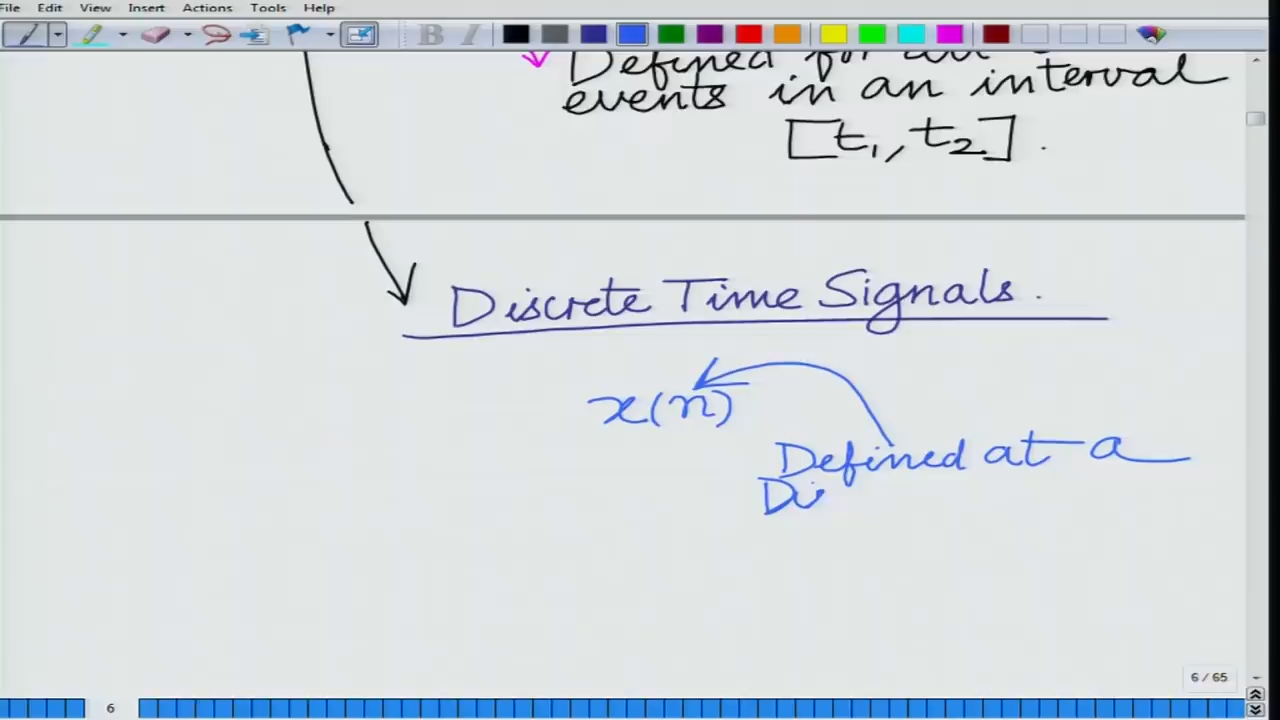 File Edit View Insert Actions Tools Help
B I
Defined for all
events in an interval
[t₁, t₂].
Discrete Time Signals.
x(n)
Defined at a
Dis
6 / 65
6